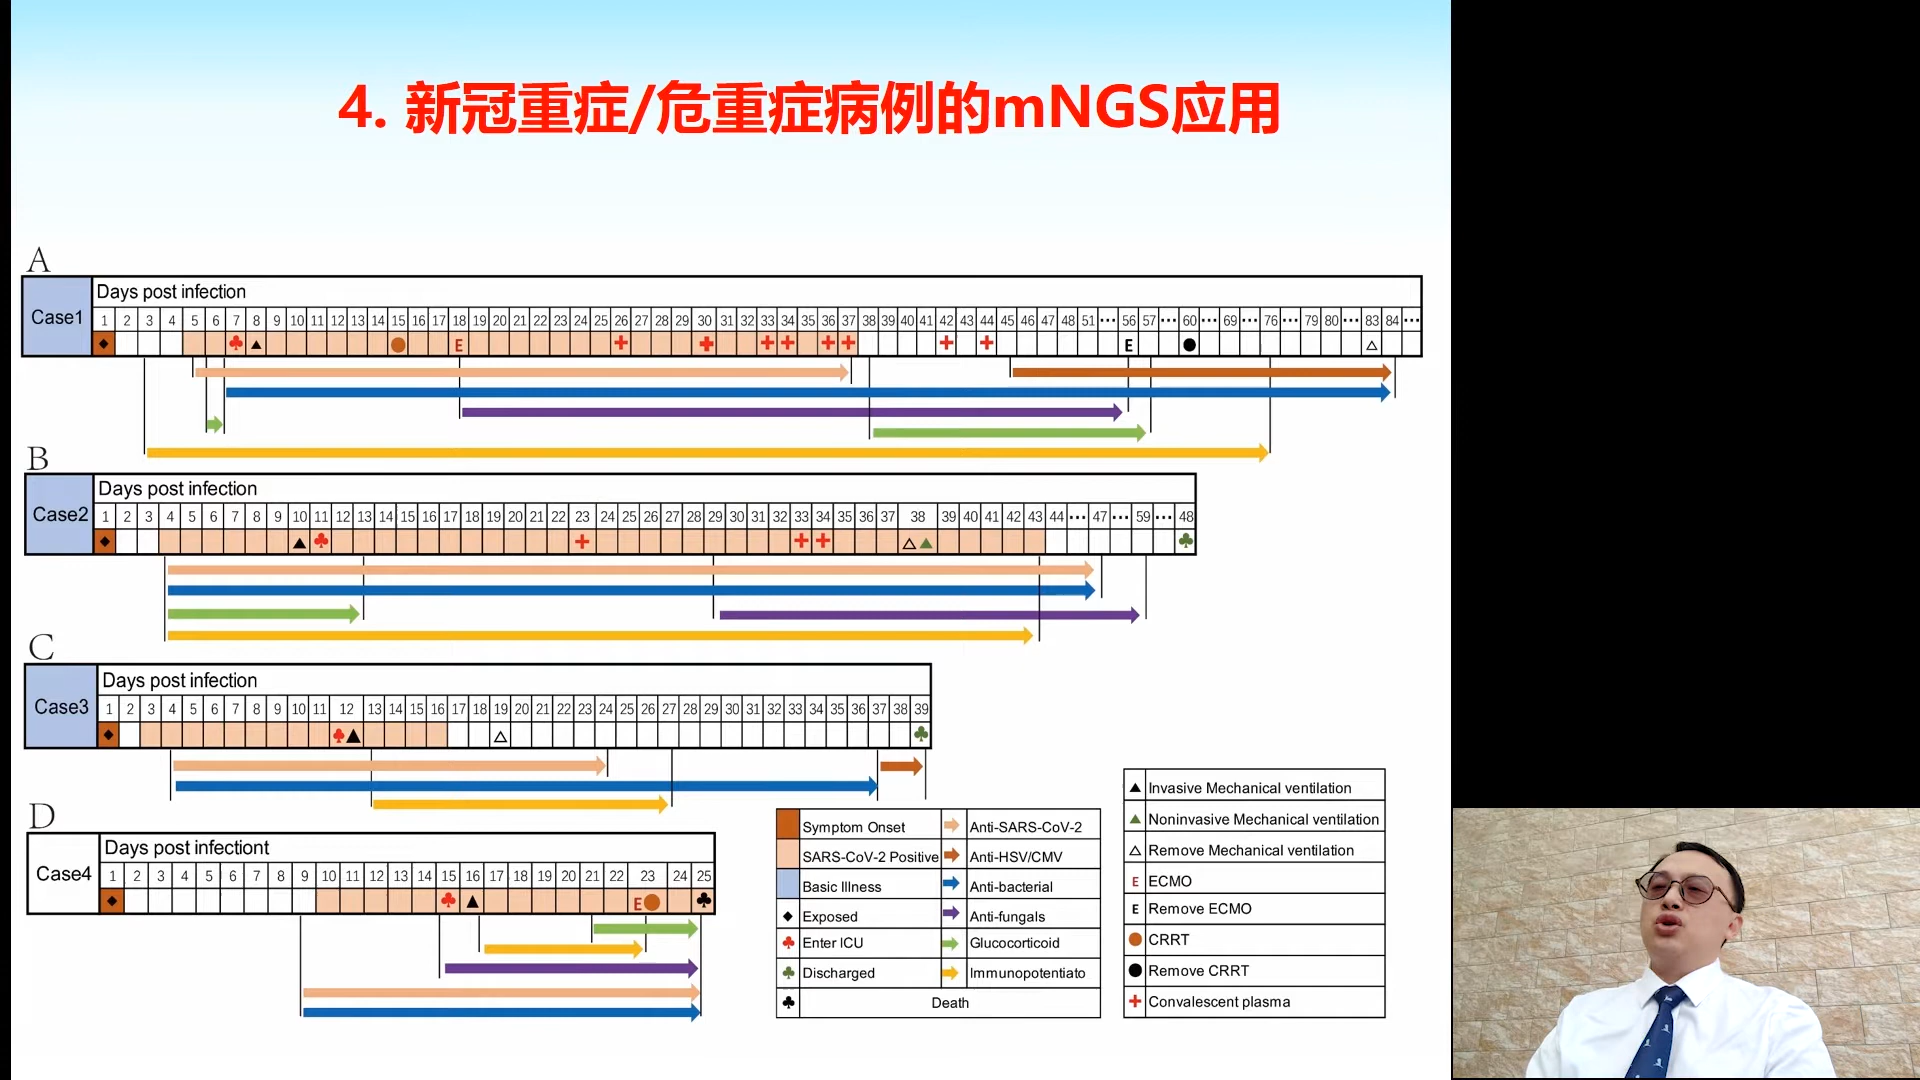 4. 新冠重症/危重症病例的mNGS应用
A
Case1
Days post infection
1 2 3 4 5 6 7 8 9 10 11 12 13 14 15 16 17 18 19 20 21 22 23 24 25 26 27 28 30 31 32 33 34 35 36 37 38 39 40 41 42 43 44 45 46 47 48 51 ··· 56 57 ··· 60 ··· 69 ··· 76 ··· 79 80 ··· 83 84 ···
E E
B
Case2
Days post infection
1 2 3 4 5 6 7 8 9 10 11 12 13 14 15 16 17 18 19 20 21 22 23 24 25 26 27 28 29 30 31 32 33 34 35 36 37 38 39 40 41 42 43 44 ··· 47 ··· 59 ··· 48
C
Case3
Days post infection
1 2 3 4 5 6 7 8 9 10 11 12 13 14 15 16 17 18 19 20 21 22 23 24 25 26 27 28 29 30 31 32 33 34 35 36 37 38 39
D
Case4
Days post infectiont
1 2 3 4 5 6 7 8 9 10 11 12 13 14 15 16 17 18 19 20 21 22 23 24 25
E
Symptom Onset
Anti-SARS-CoV-2
SARS-CoV-2 Positive
Anti-HSV/CMV
Basic Illness
Anti-bacterial
Exposed
Anti-fungals
Enter ICU
Glucocorticoid
Discharged
Immunopotentiato
Death
Invasive Mechanical ventilation
Noninvasive Mechanical ventilation
Remove Mechanical ventilation
E ECMO
E Remove ECMO
CRRT
Remove CRRT
Convalescent plasma